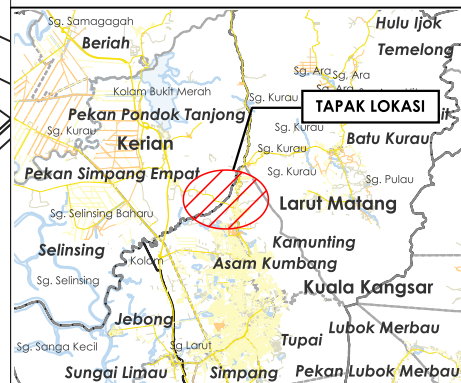 Sg. Samagagah
Hulu Ijok
Beriah
Temelong
Sg. Ara
Sg. Ara
Kolam Bukit Merah
Sg. Kurau
TAPAK LOKASI
Pekan Pondok Tanjong
Sg. Kurau
Sg. Kurau
Batu Kurau
Kerian
Sg. Kurau
Pekan Simpang Empat
Sg. Pulau
Sg. Selinsing Baharu
Larut Matang
Selinsing
Kamunting
Kolam
Asam Kumbang
Sg. Selinsing
Kuala Kangsar
Jebong
Lubok Merbau
Sg. Sanga Kecil
Sg Larut
Tupai
Sungai Limau
Simpang
Pekan Lubok Merbau